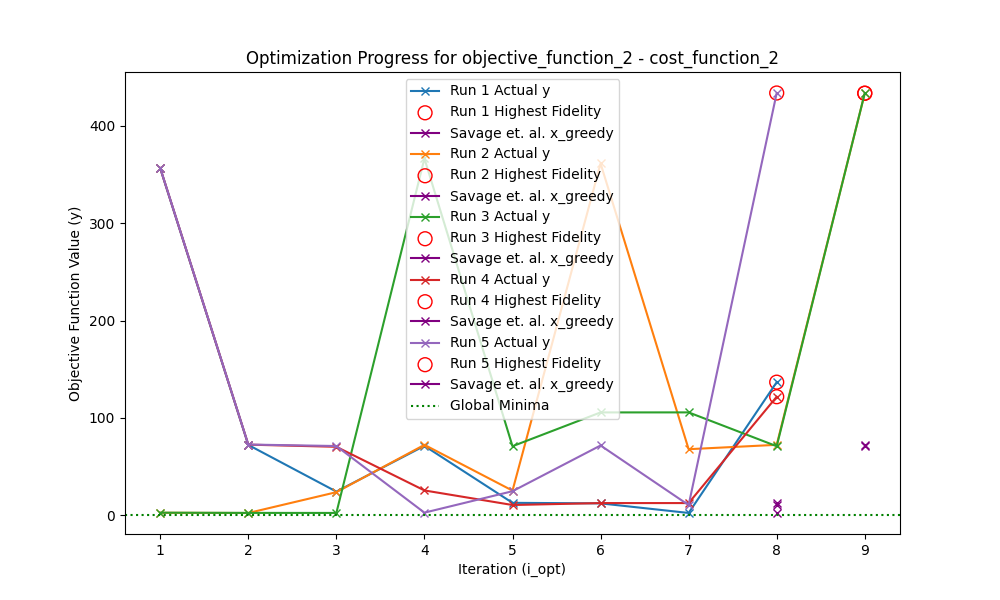 Optimization Progress for objective_function_2 - cost_function_2
Objective Function Value (y)
400
300
200
100
0
Run 1 Actual y
Run 1 Highest Fidelity
Savage et. al. x_greedy
Run 2 Actual y
Run 2 Highest Fidelity
Savage et. al. x_greedy
Run 3 Actual y
Run 3 Highest Fidelity
Savage et. al. x_greedy
Run 4 Actual y
Run 4 Highest Fidelity
Savage et. al. x_greedy
Run 5 Actual y
Run 5 Highest Fidelity
Savage et. al. x_greedy
Global Minima
1 2 3 4 5 6 7 8 9
Iteration (i_opt)